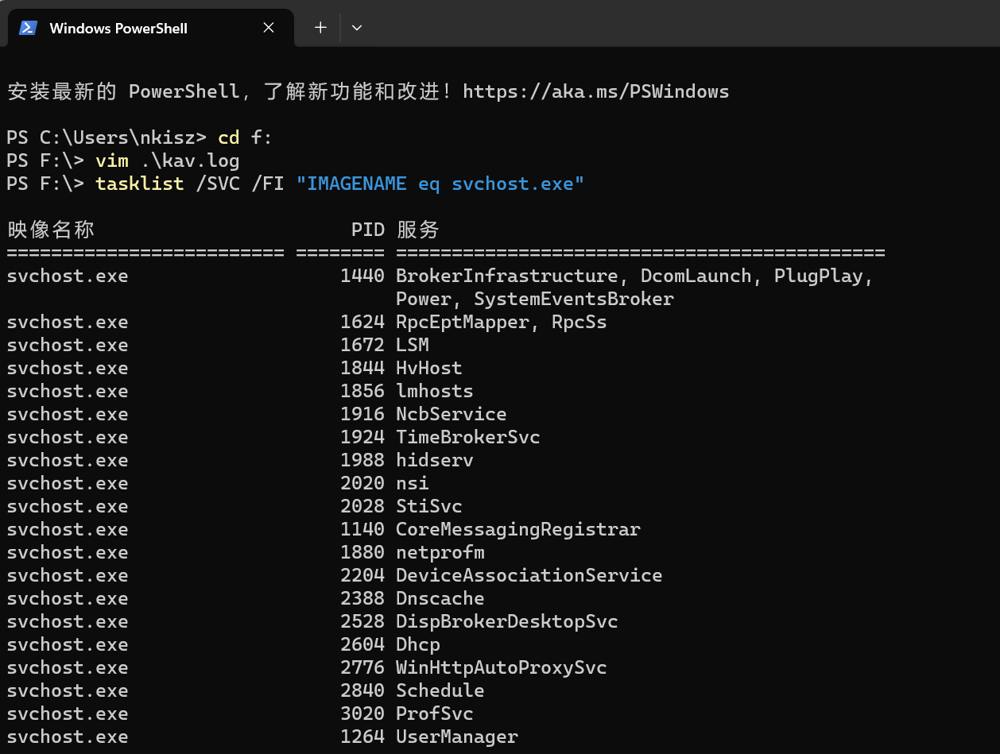 Windows PowerShell
安装最新的 PowerShell，了解新功能和改进！https://aka.ms/PSWindows
PS C:\Users\nkisz> cd f:
PS F:\> vim .\kav.log
PS F:\> tasklist /SVC /FI "IMAGENAME eq svchost.exe"
映像名称                       PID 服务
========================= ======== ============================================
svchost.exe                   1440 BrokerInfrastructure, DcomLaunch, PlugPlay,
                                   Power, SystemEventsBroker
svchost.exe                   1624 RpcEptMapper, RpcSs
svchost.exe                   1672 LSM
svchost.exe                   1844 HvHost
svchost.exe                   1856 lmhosts
svchost.exe                   1916 NcbService
svchost.exe                   1924 TimeBrokerSvc
svchost.exe                   1988 hidserv
svchost.exe                   2020 nsi
svchost.exe                   2028 StiSvc
svchost.exe                   1140 CoreMessagingRegistrar
svchost.exe                   1880 netprofm
svchost.exe                   2204 DeviceAssociationService
svchost.exe                   2388 Dnscache
svchost.exe                   2528 DispBrokerDesktopSvc
svchost.exe                   2604 Dhcp
svchost.exe                   2776 WinHttpAutoProxySvc
svchost.exe                   2840 Schedule
svchost.exe                   3020 ProfSvc
svchost.exe                   1264 UserManager